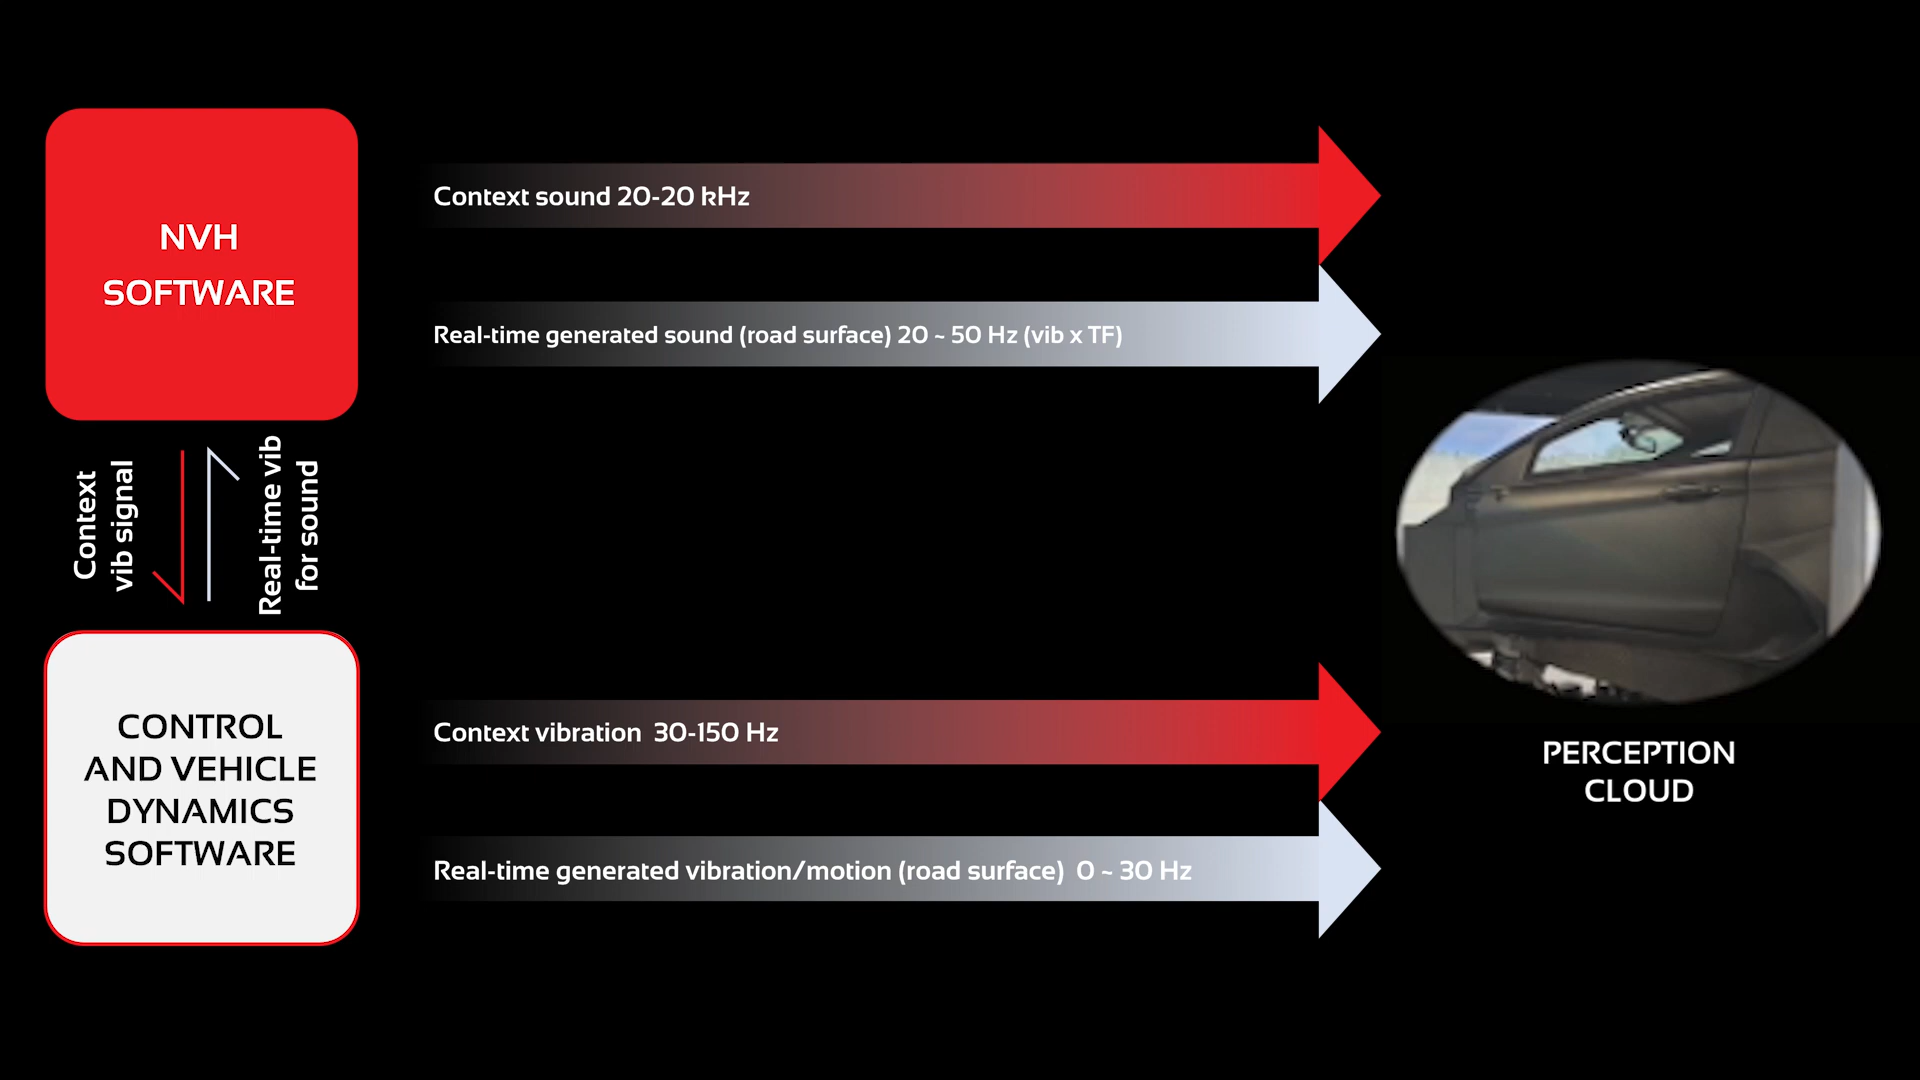 NVH
SOFTWARE
Context sound 20-20 kHz
Real-time generated sound (road surface) 20 ~ 50 Hz (vib x TF)
Context
vib signal
Real-time vib
for sound
CONTROL
AND VEHICLE
DYNAMICS
SOFTWARE
Context vibration 30-150 Hz
Real-time generated vibration/motion (road surface) 0 ~ 30 Hz
PERCEPTION
CLOUD